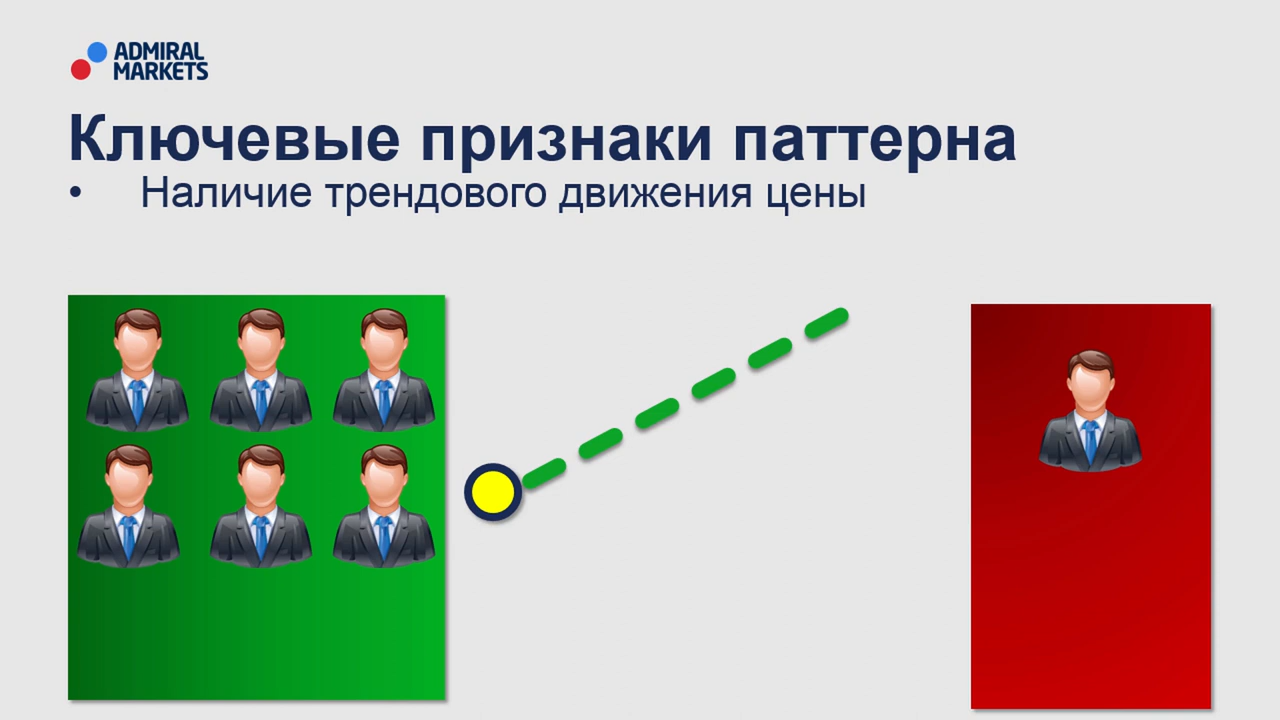 ADMIRAL
MARKETS
Ключевые признаки паттерна
• Наличие трендового движения цены